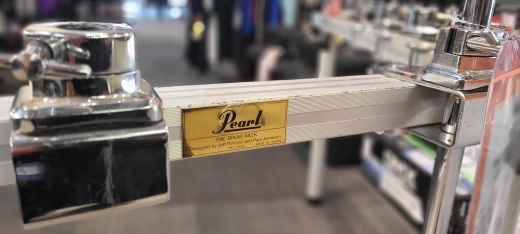 Pearl
THE DRUM RACK
Designed by Jeff Porcaro and Paul Jamieson